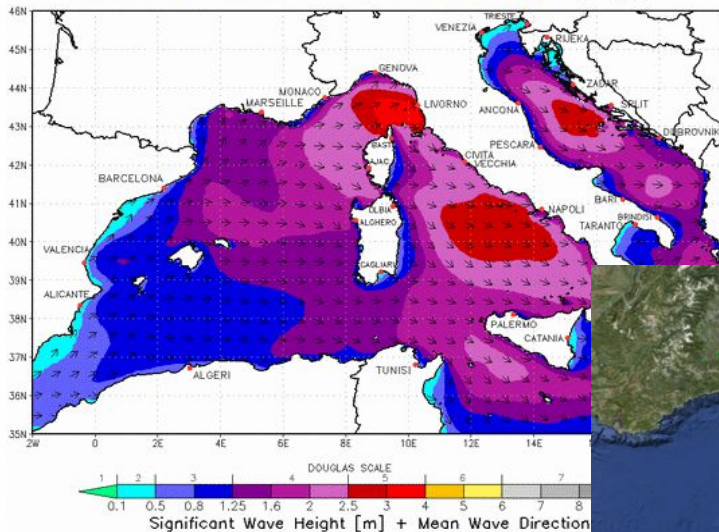 46N
TRIESTE
VENEZIA
RIJEKA
45N
GENOVA
ZADAR
44N
MONACO
LIVORNO
SPLIT
MARSEILLE
ANCONA
43N
DUBROVNIK
BAST
PESCARA
42N
AJAC
CIVITA
VECCHIA
BARCELONA
41N
OLBIA
NAPOLI
BARI
BRINDISI
ALGHERO
TARANTO
40N
VALENCIA
CAGLIARI
39N
ALICANTE
38N
PALERMO
CATANIA
37N
ALGERI
TUNISI
36N
35N
2W 0 2E 4E 6E 8E 10E 12E 14E
DOUGLAS SCALE
1 2 3 4 5 6 7
0.1 0.5 0.8 1.25 1.6 2 2.5 3 4 5 6 7 8
Significant Wave Height [m] + Mean Wave Direction